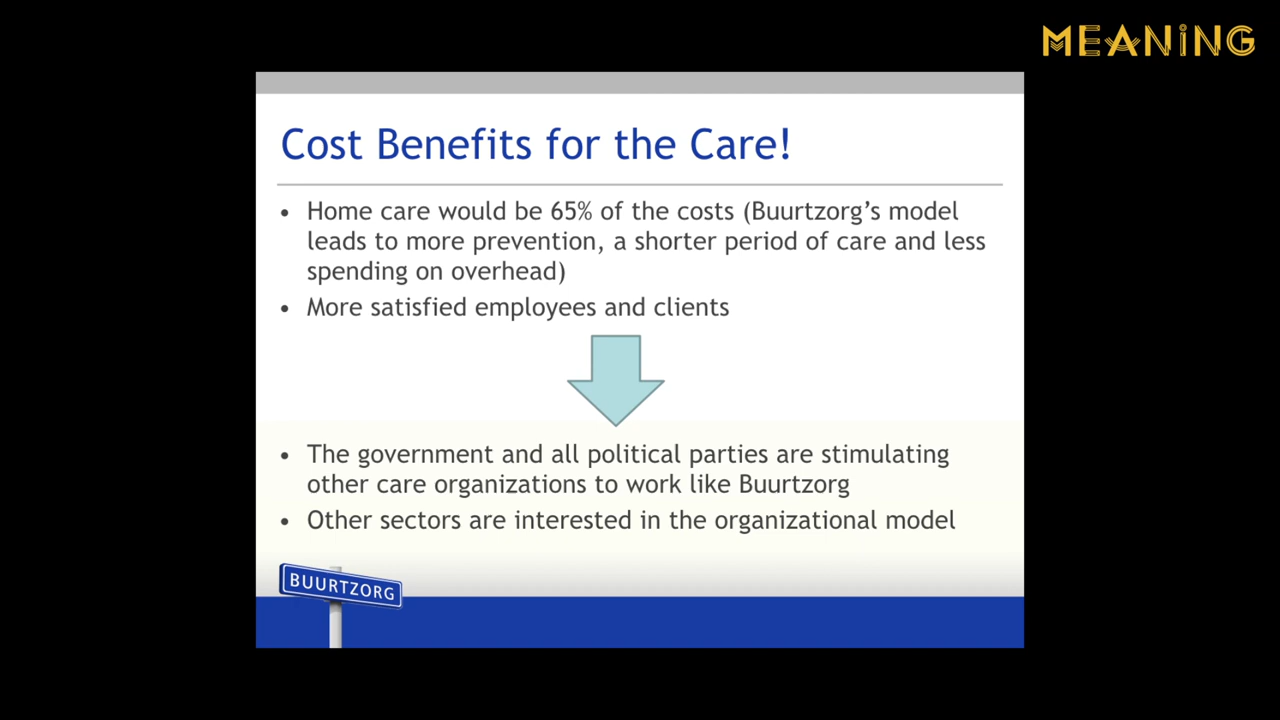 MEANiNG
Cost Benefits for the Care!
• Home care would be 65% of the costs (Buurtzorg’s model
leads to more prevention, a shorter period of care and less
spending on overhead)
• More satisfied employees and clients
• The government and all political parties are stimulating
other care organizations to work like Buurtzorg
• Other sectors are interested in the organizational model
BUURTZORG